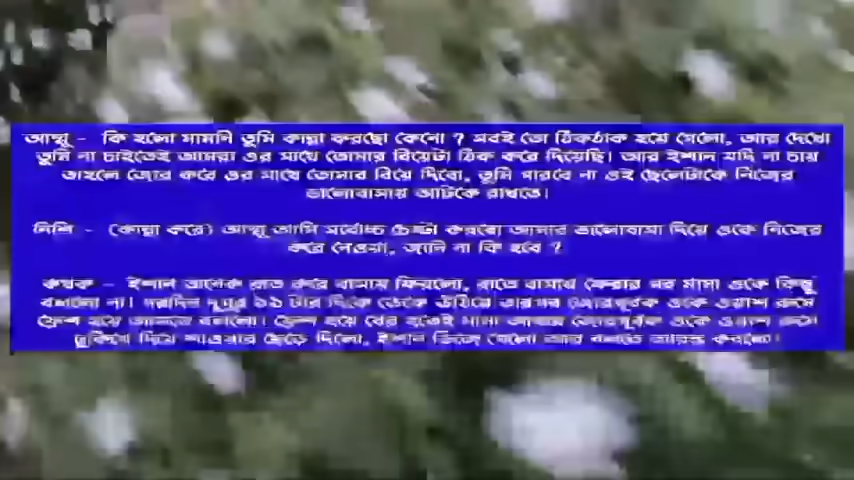 আম্মু - কি হলো মামনি তুমি কান্না করছো কেনো ? সবই তো ঠিকঠাক হয়ে গেলো, আর দেখো
তুমি না চাইতেই আমরা ওর সাথে তোমার বিয়েটা ঠিক করে দিয়েছি। আর ইশান যদি না চায়
তাহলে জোর করে ওর সাথে তোমার বিয়ে দিবো, তুমি পারবে না ওই ছেলেটাকে নিজের
ভালোবাসায় আটকে রাখতে।
নিশি - (কান্না করে) আম্মু আমি সর্বোচ্চ চেষ্টা করবো আমার ভালোবাসা দিয়ে ওকে নিজের
করে নেওয়ার, জানি না কি হবে ?
কথক - ইশান অনেক রাত করে বাসায় ফিরলো, রাতে বাসায় ফেরার পর মামা ওকে কিছু
বললো না। পরদিন দুপুর ১১ টার দিকে ডেকে উঠিয়ে তারপর জোরপূর্বক ওকে ওয়াশ রুমে
ফ্রেশ হয়ে আসতে বললো। ফ্রেশ হয়ে বের হতেই মামা আবার জোরপূর্বক ওকে ওয়াশ রুমে
ঢুকিয়ে দিয়ে শাওয়ার ছেড়ে দিলো, ইশান ভিজে গেলো আর বলতে আরম্ভ করলো।